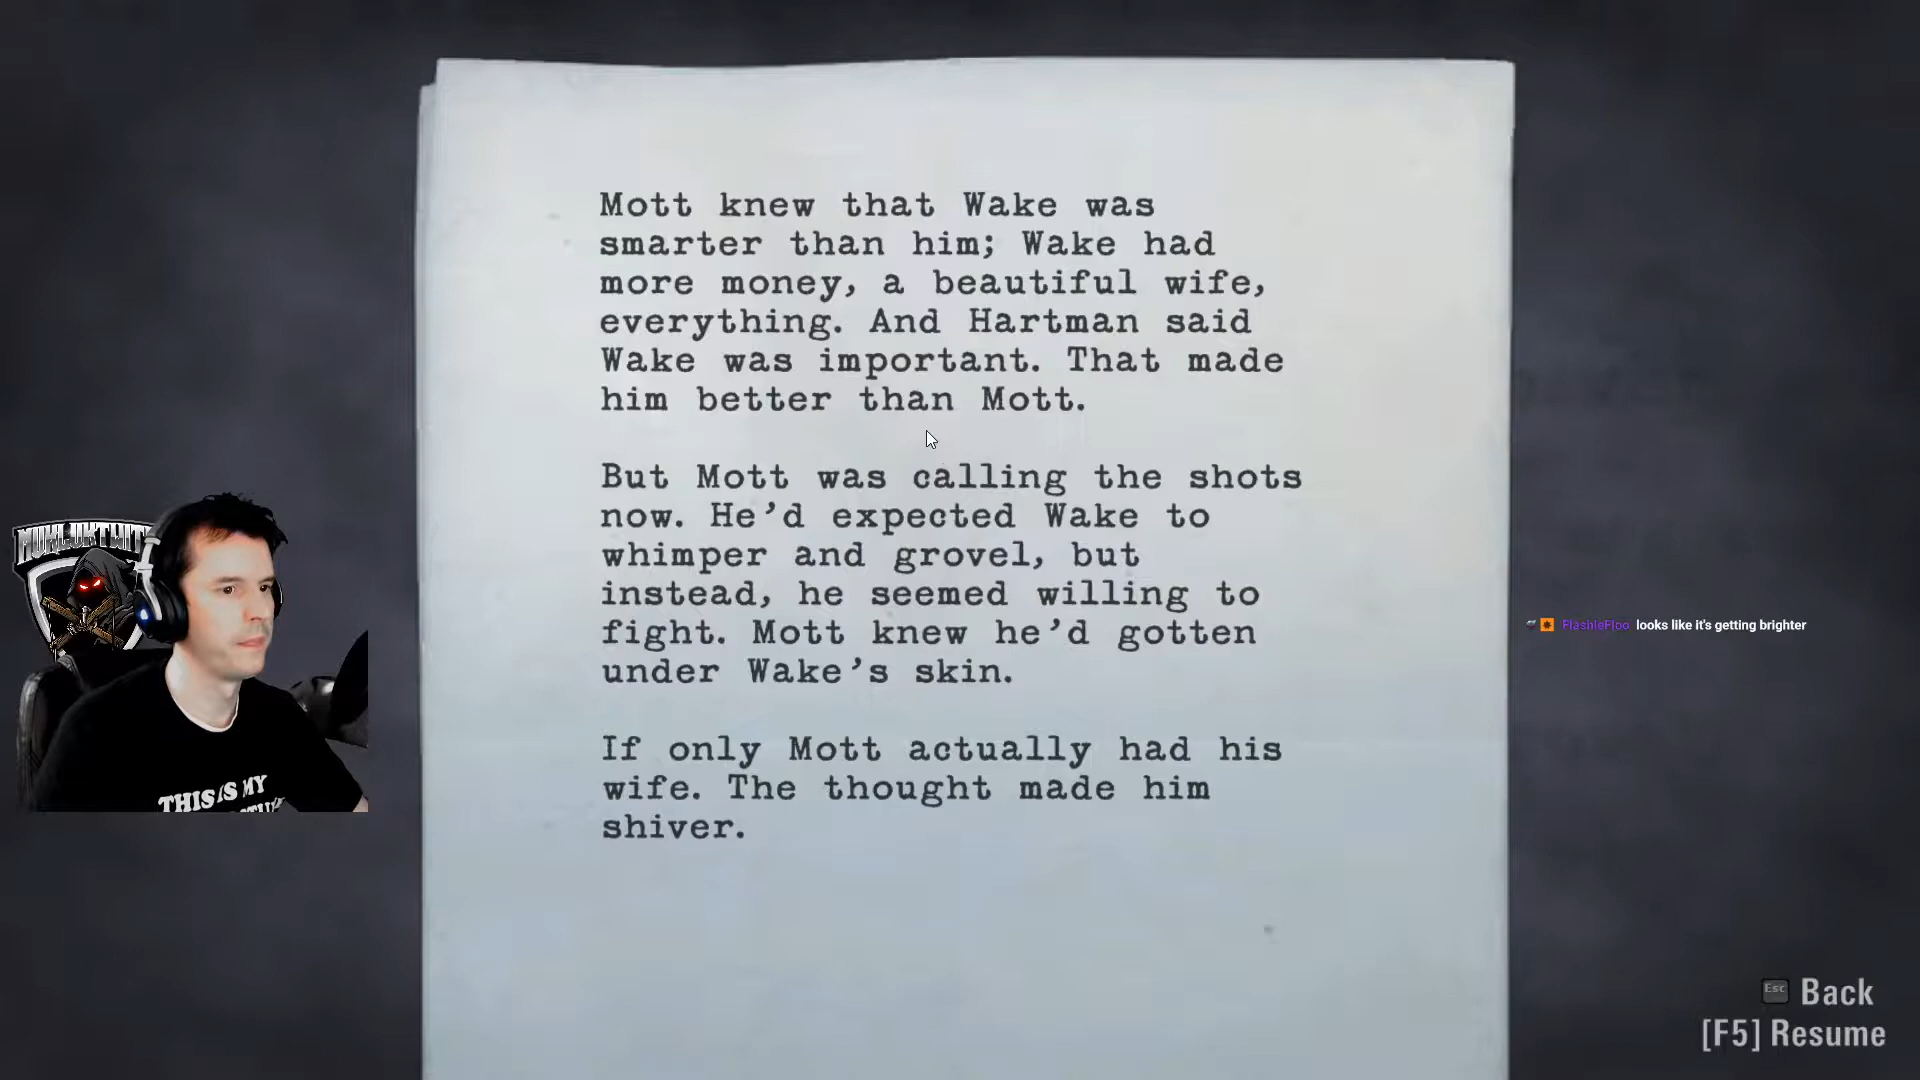 Mott knew that Wake was
smarter than him; Wake had
more money, a beautiful wife,
everything. And Hartman said
Wake was important. That made
him better than Mott.
But Mott was calling the shots
now. He'd expected Wake to
whimper and grovel, but
instead, he seemed willing to
fight. Mott knew he'd gotten
under Wake's skin.
If only Mott actually had his
wife. The thought made him
shiver.
THIS IS MY
FlashieFloo looks like it's getting brighter
Esc Back
[F5] Resume